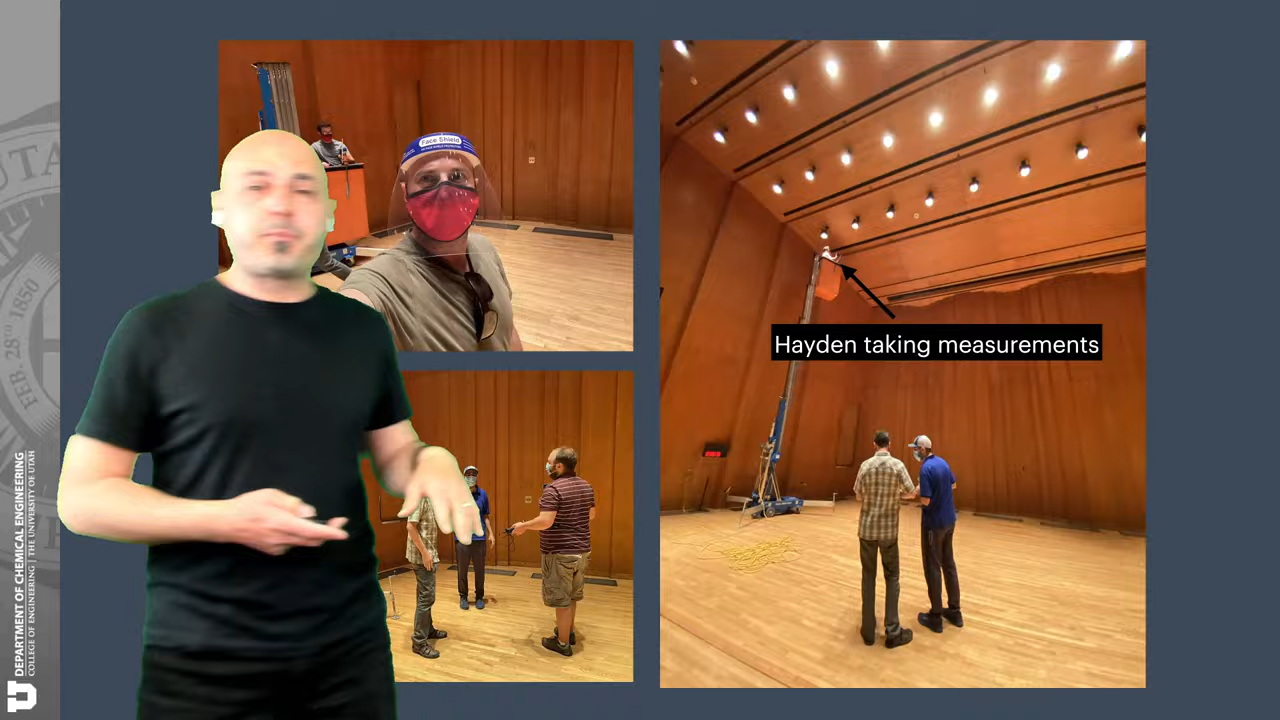 Face Shield
Hayden taking measurements
UTA
FEB. 28TH 1850
DEPARTMENT OF CHEMICAL ENGINEERING
COLLEGE OF ENGINEERING | THE UNIVERSITY OF UTAH
U